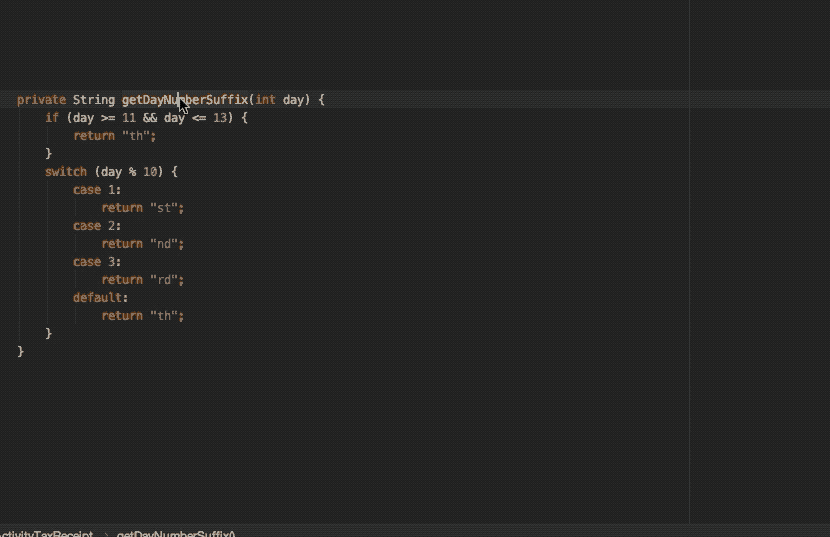 private String getDayNumberSuffix(int day) {
    if (day >= 11 && day <= 13) {
        return "th";
    }
    switch (day % 10) {
        case 1:
            return "st";
        case 2:
            return "nd";
        case 3:
            return "rd";
        default:
            return "th";
    }
}
ctivityTaxReceipt > getDayNumberSuffix()